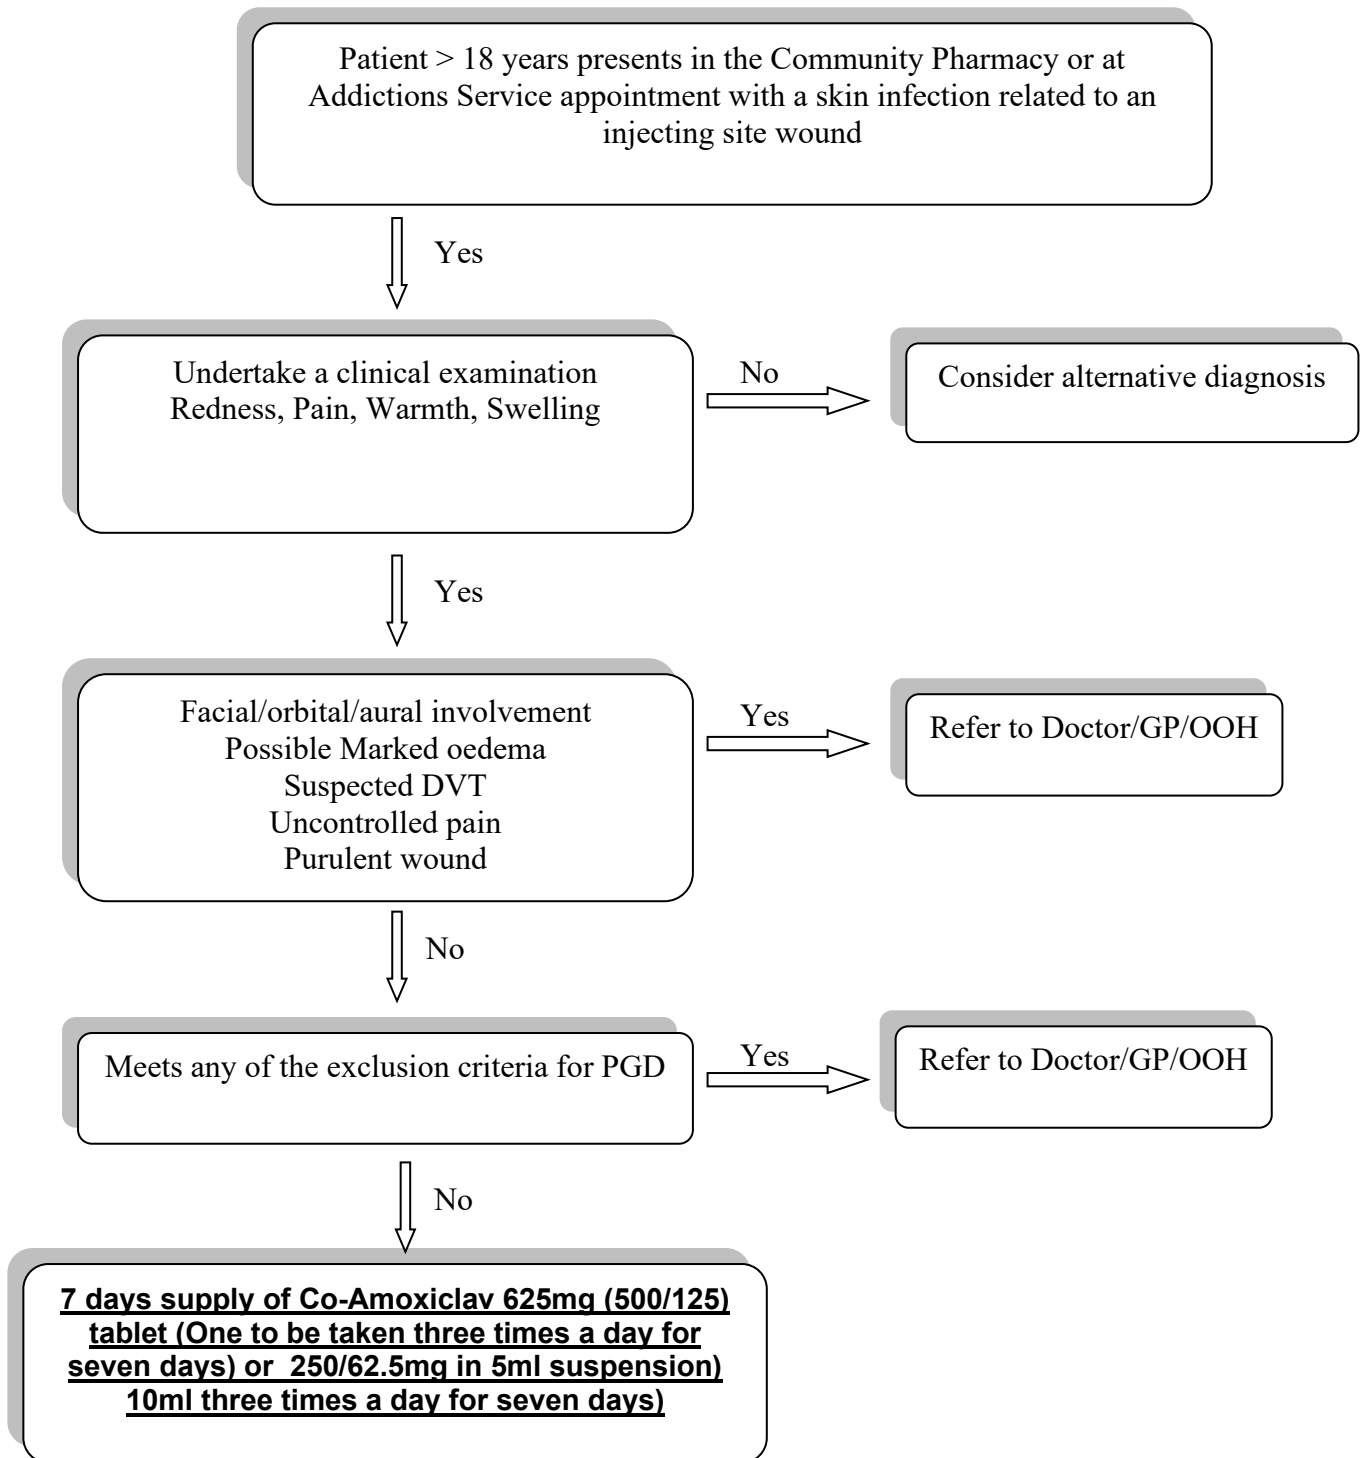 Patient > 18 years presents in the Community Pharmacy or at
Addictions Service appointment with a skin infection related to an
injecting site wound
Yes
Undertake a clinical examination
Redness, Pain, Warmth, Swelling
No
Consider alternative diagnosis
Yes
Facial/orbital/aural involvement
Possible Marked oedema
Suspected DVT
Uncontrolled pain
Purulent wound
Yes
Refer to Doctor/GP/OOH
No
Meets any of the exclusion criteria for PGD
Yes
Refer to Doctor/GP/OOH
No
7 days supply of Co-Amoxiclav 625mg (500/125)
tablet (One to be taken three times a day for
seven days) or  250/62.5mg in 5ml suspension)
10ml three times a day for seven days)